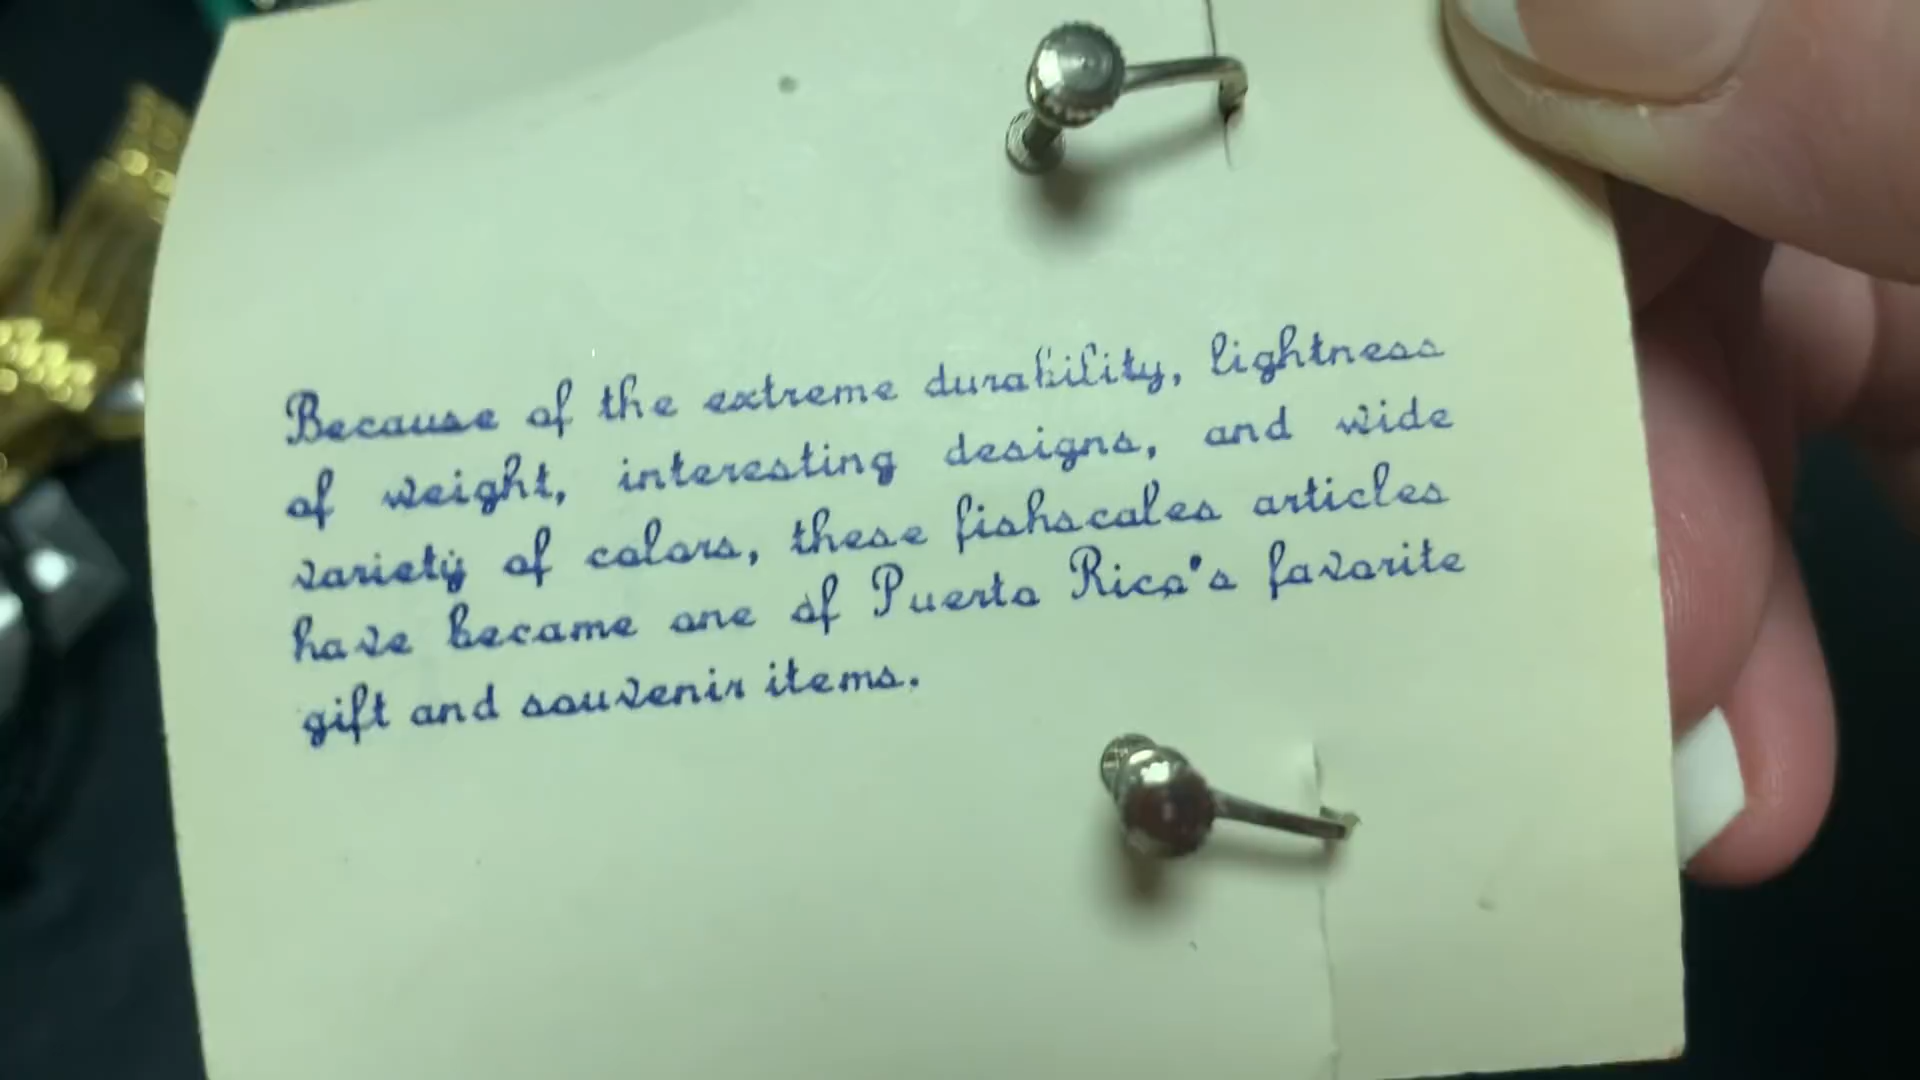 Because of the extreme durability, lightness
of weight, interesting designs, and wide
variety of colors, these fishscales articles
have became one of Puerto Rico's favorite
gift and souvenir items.